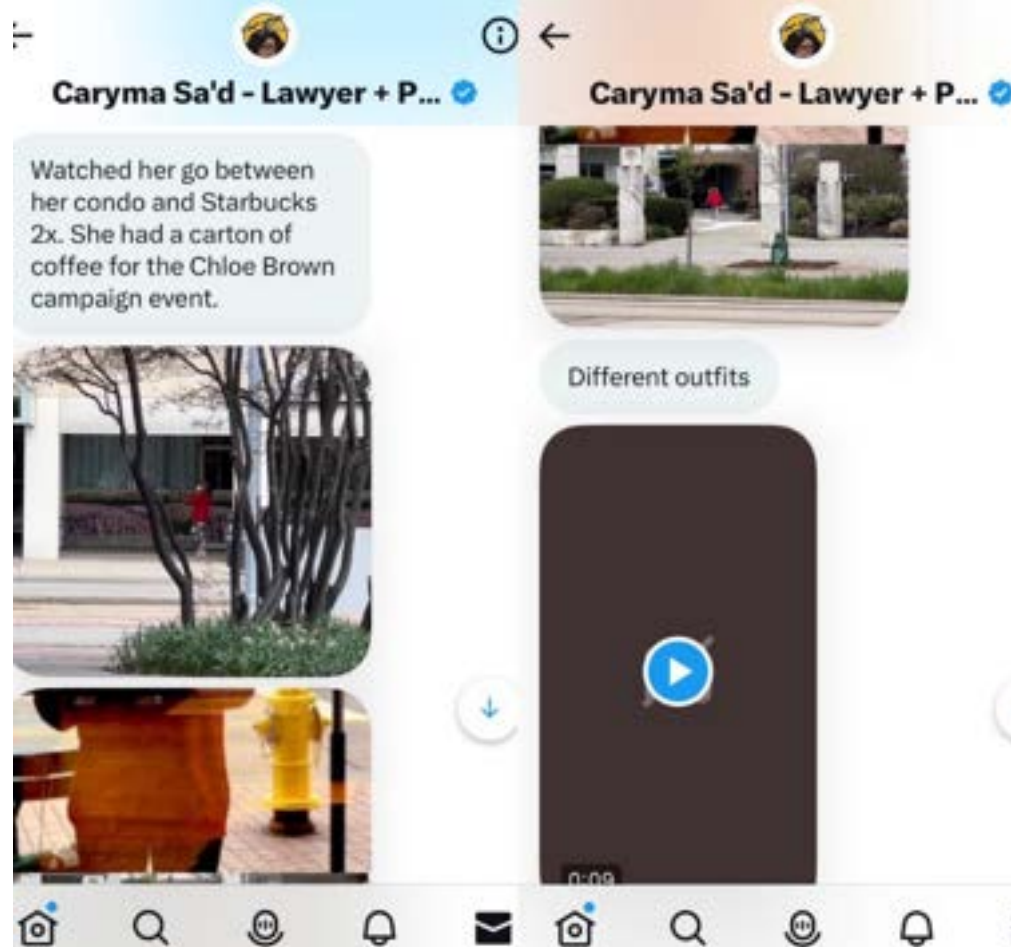 Caryma Sa'd - Lawyer + P...
Watched her go between
her condo and Starbucks
2x. She had a carton of
coffee for the Chloe Brown
campaign event.
Caryma Sa'd - Lawyer + P...
Different outfits
0:09